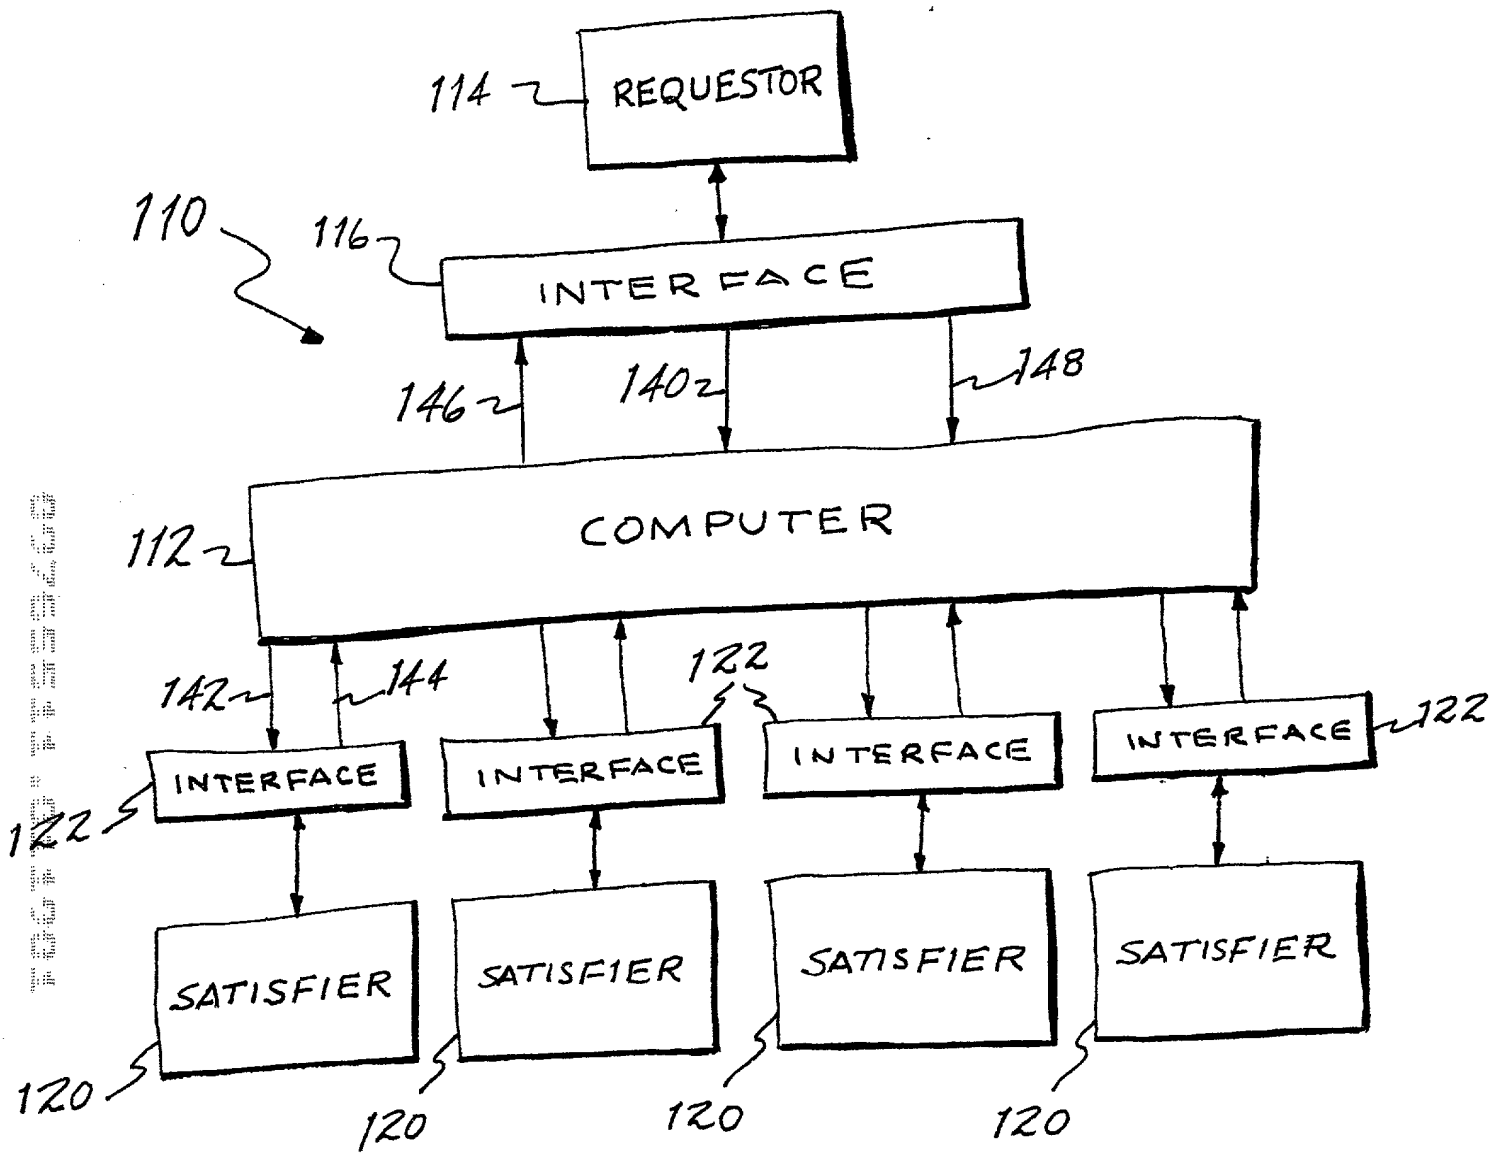 REQUESTOR
114
110
116
INTERFACE
146
140
148
COMPUTER
112
142
144
122
122
INTERFACE
INTERFACE
INTERFACE
INTERFACE
122
SATISFIER
SATISFIER
SATISFIER
SATISFIER
120
120
120
120